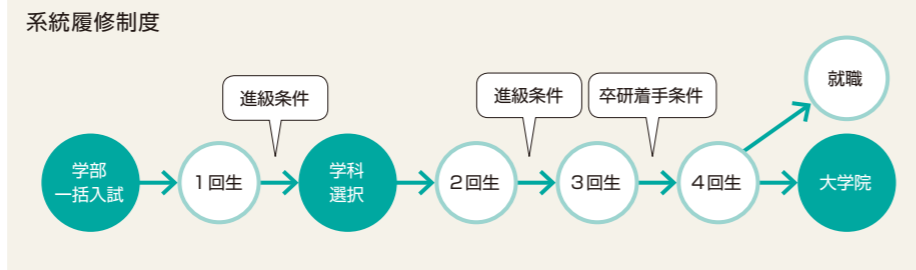 系統履修制度
進級条件
進級条件
卒研着手条件
就職
学部
一括入試
1回生
学科
選択
2回生
3回生
4回生
大学院